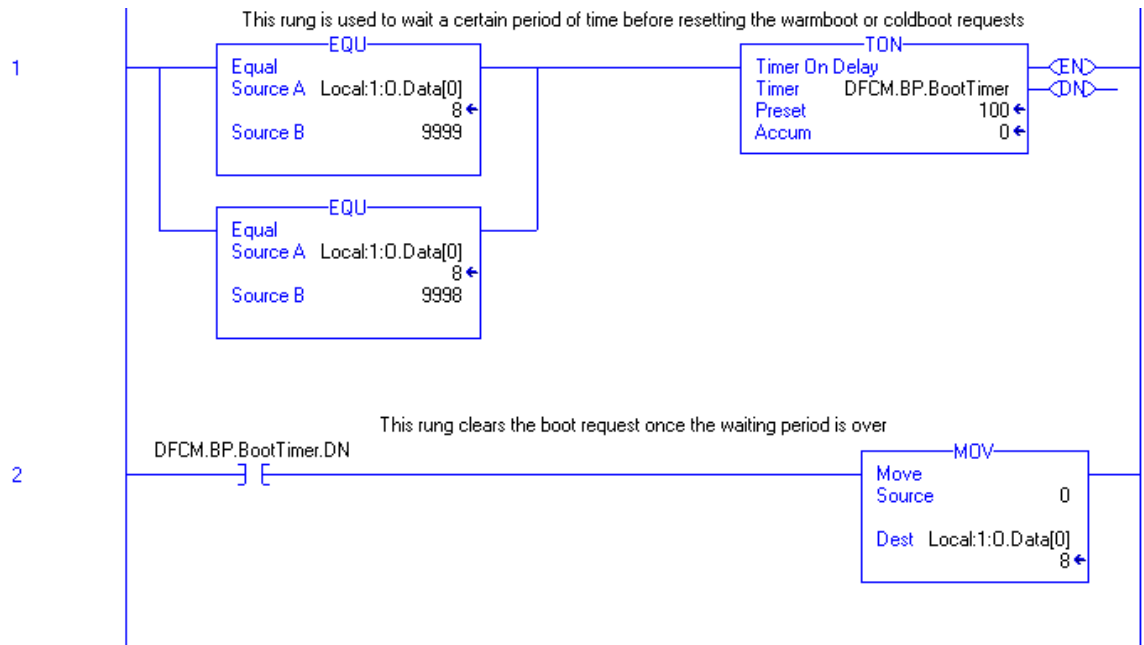 This rung is used to wait a certain period of time before resetting the warmboot or coldboot requests
1
EQU
Equal
Source A Local:1:O.Data[0]
8
Source B 9999
TON
Timer On Delay
Timer DFCM.BP.BootTimer
Preset 100
Accum 0
EN
DN
EQU
Equal
Source A Local:1:O.Data[0]
8
Source B 9998
This rung clears the boot request once the waiting period is over
2
DFCM.BP.BootTimer.DN
MOV
Move
Source 0
Dest Local:1:O.Data[0]
8